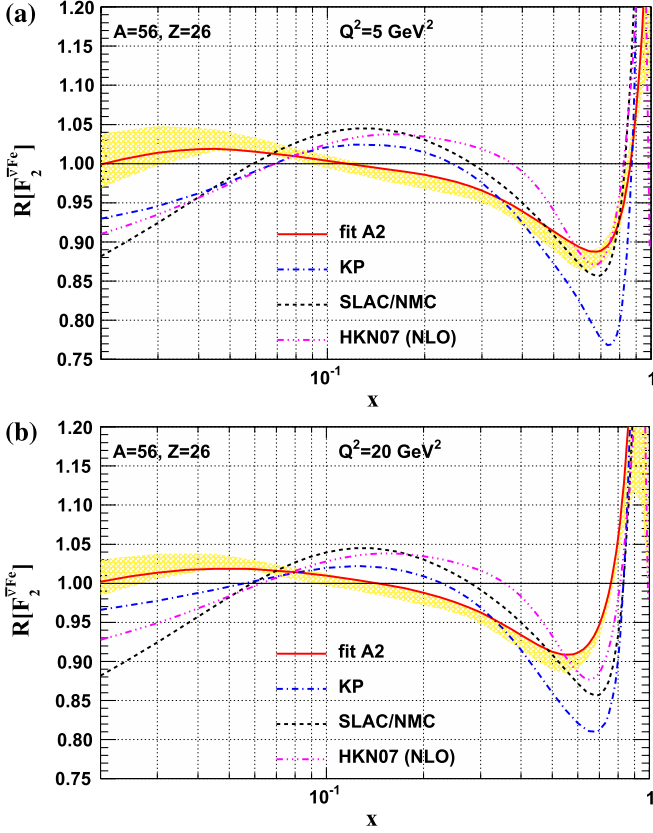 (a)
A=56, Z=26 Q²=5 GeV²
R[F₂^ν̅Fe]
1.20
1.15
1.10
1.05
1.00
0.95
0.90
0.85
0.80
0.75
fit A2
KP
SLAC/NMC
HKN07 (NLO)
10⁻¹ 1
x
(b)
A=56, Z=26 Q²=20 GeV²
R[F₂^ν̅Fe]
1.20
1.15
1.10
1.05
1.00
0.95
0.90
0.85
0.80
0.75
fit A2
KP
SLAC/NMC
HKN07 (NLO)
10⁻¹ 1
x